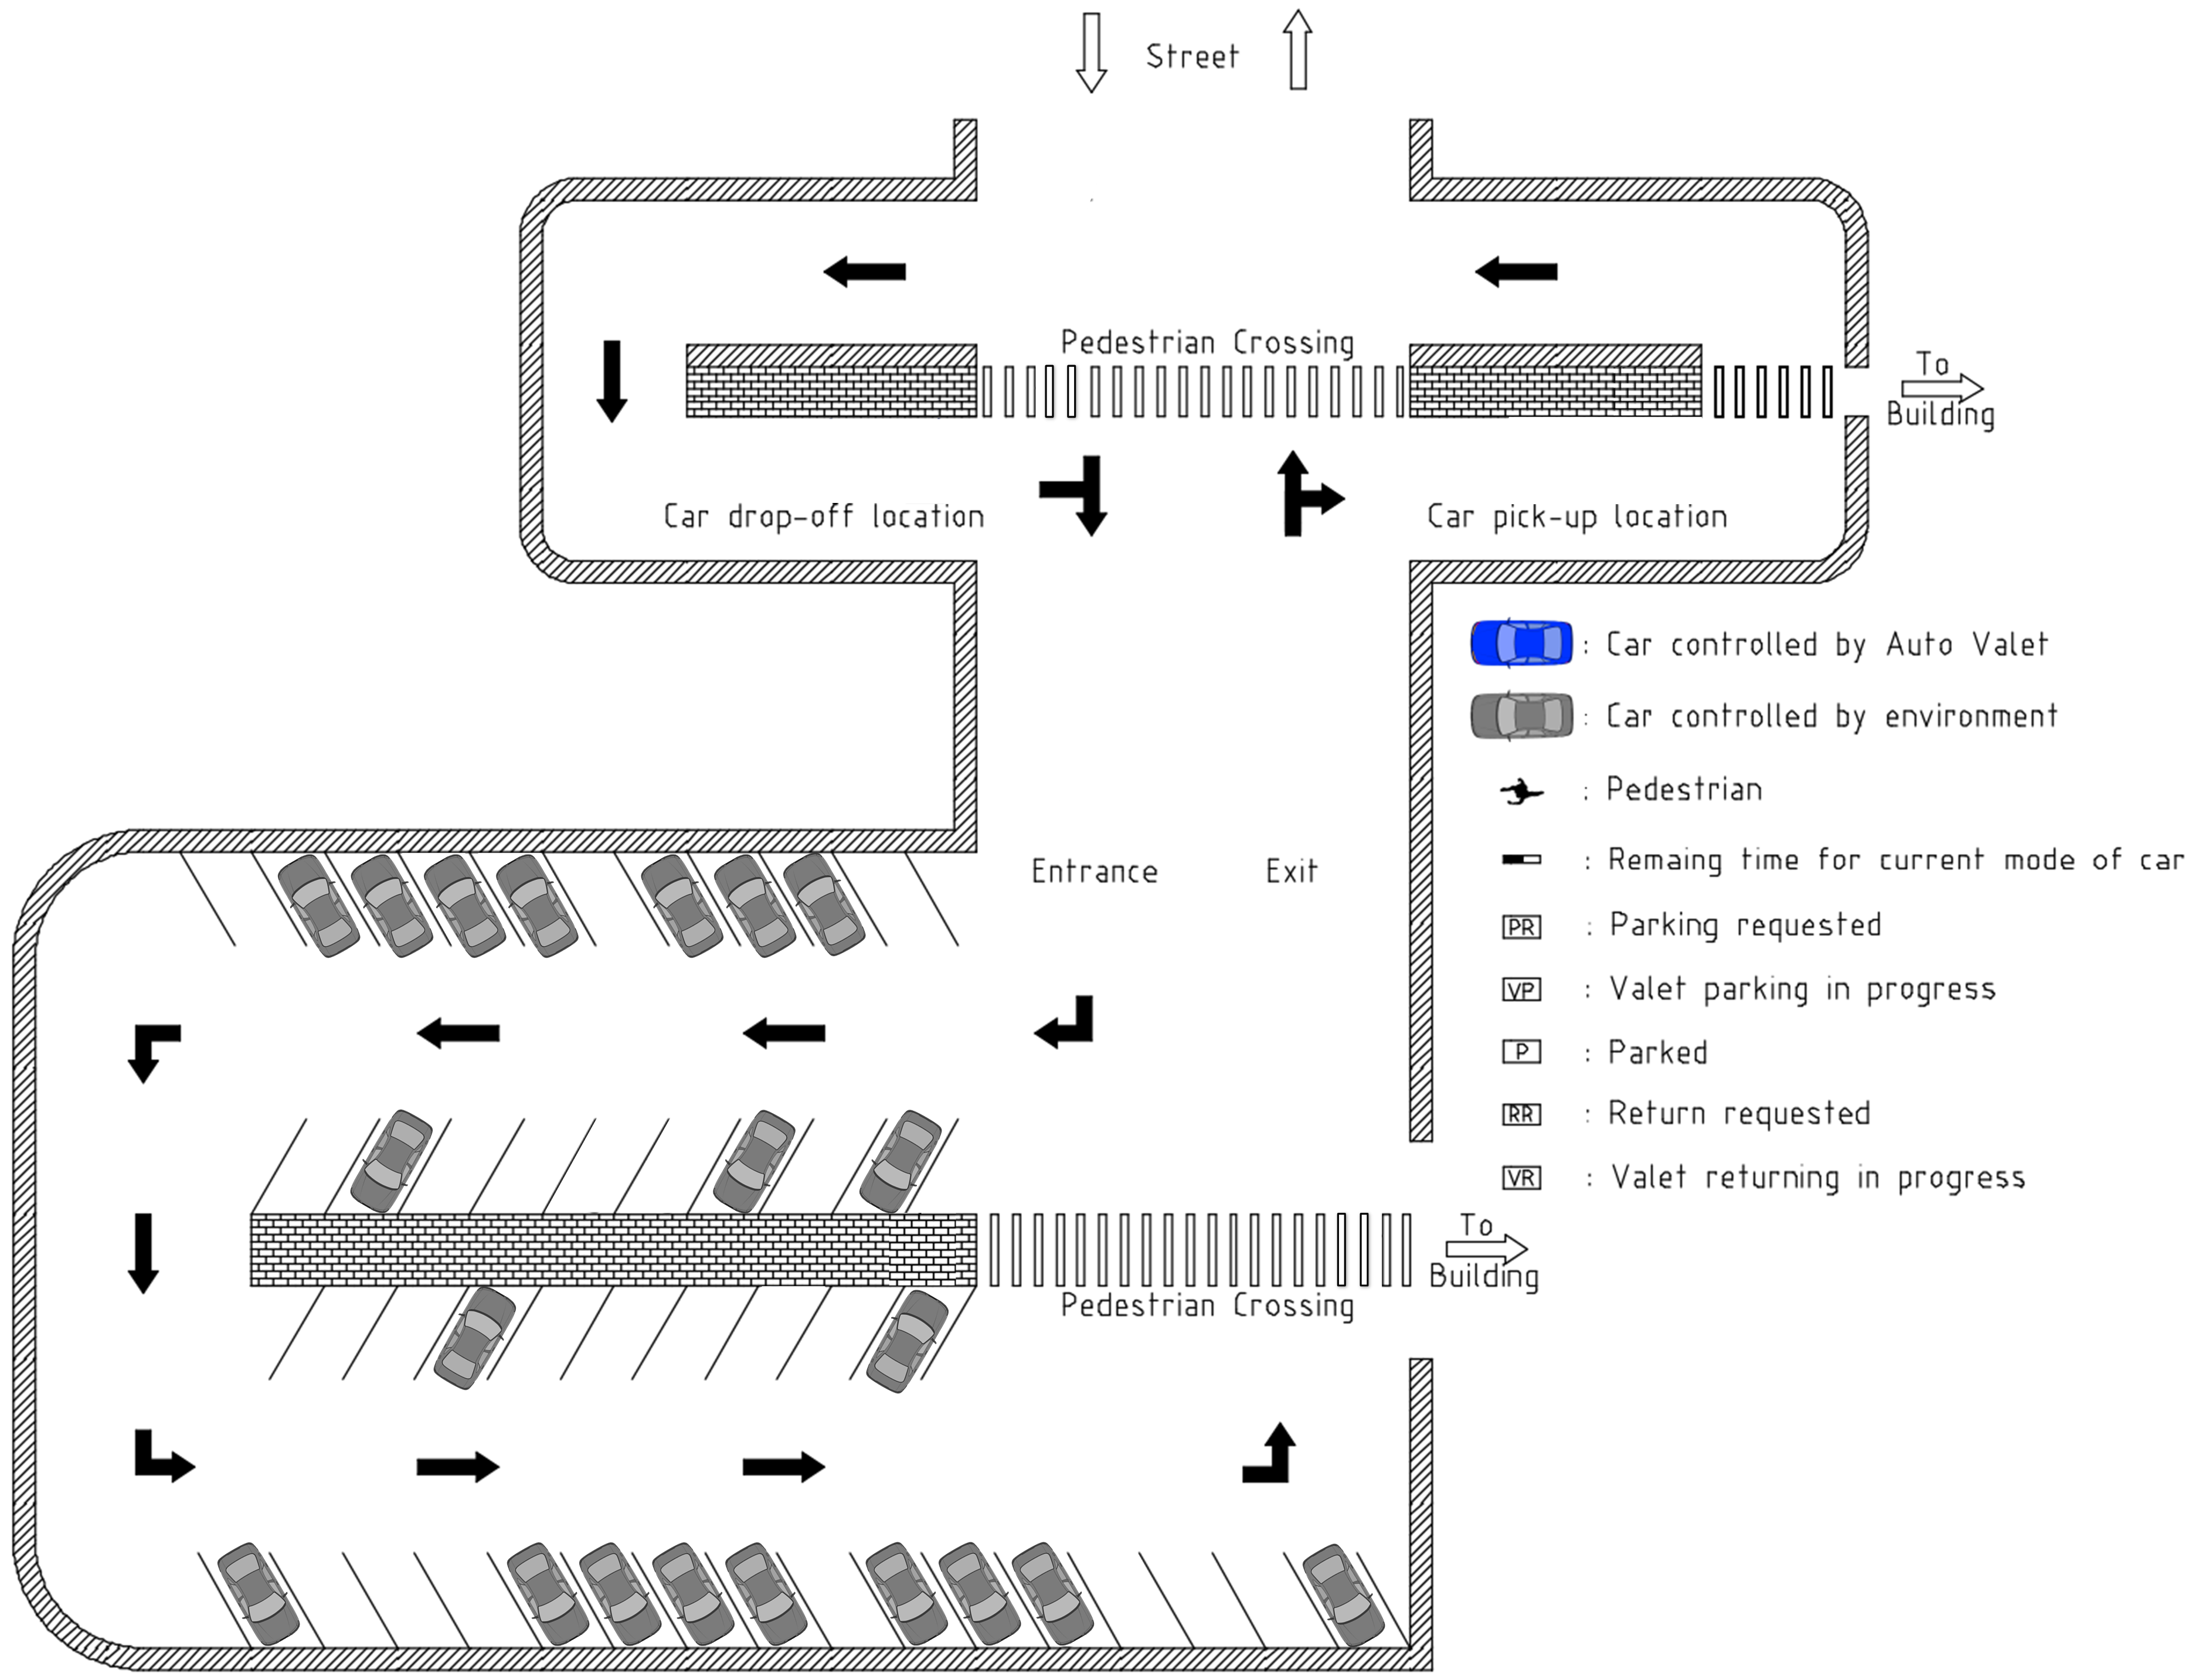 Street
Pedestrian Crossing
To
Building
Car drop-off location
Car pick-up location
: Car controlled by Auto Valet
: Car controlled by environment
: Pedestrian
: Remaing time for current mode of car
Entrance
Exit
PR : Parking requested
VP : Valet parking in progress
P : Parked
RR : Return requested
VR : Valet returning in progress
To
Building
Pedestrian Crossing